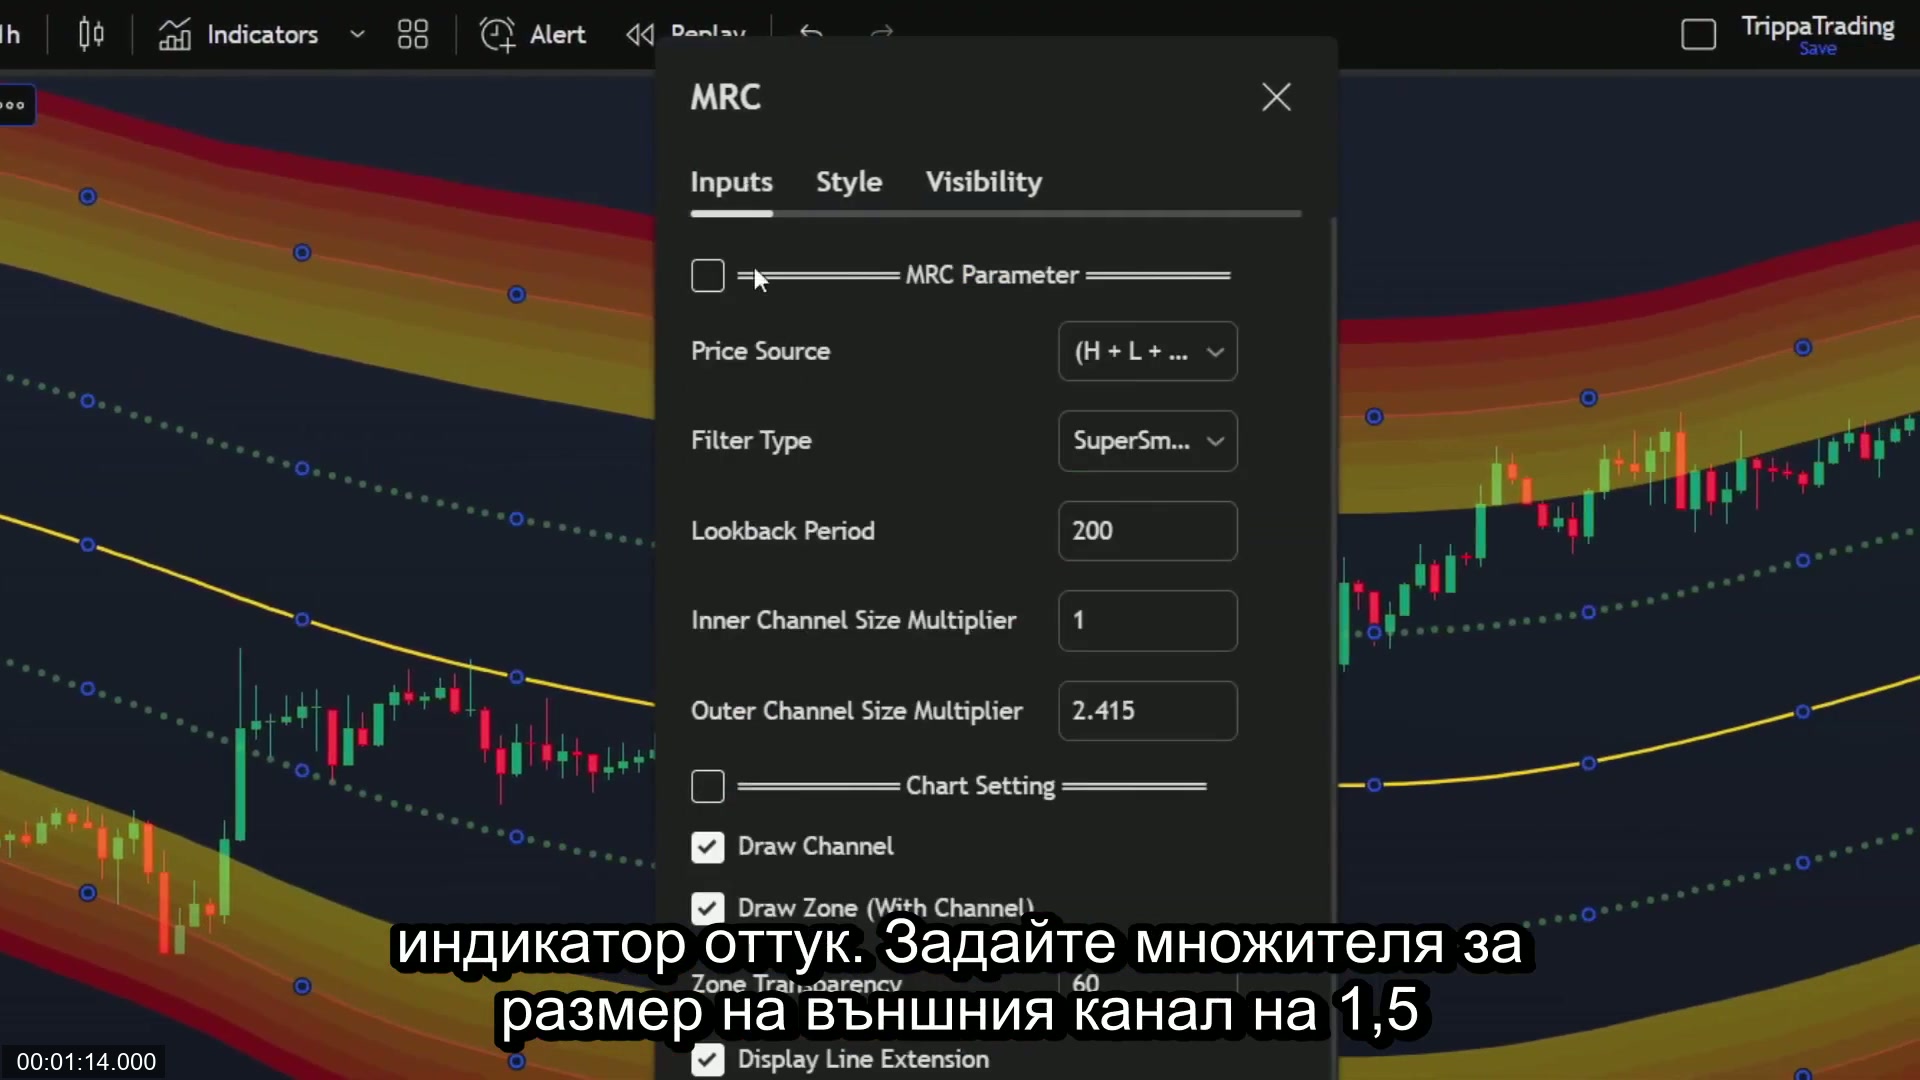 Indicators
Alert
Replay
TrippaTrading
Save
MRC
Inputs Style Visibility
MRC Parameter
Price Source (H + L + ...
Filter Type SuperSm...
Lookback Period 200
Inner Channel Size Multiplier 1
Outer Channel Size Multiplier 2.415
Chart Setting
Draw Channel
Draw Zone (With Channel)
индикатор оттук. Задайте множителя за
Zone Transparency 60
размер на външния канал на 1,5
Display Line Extension
00:01:14.000